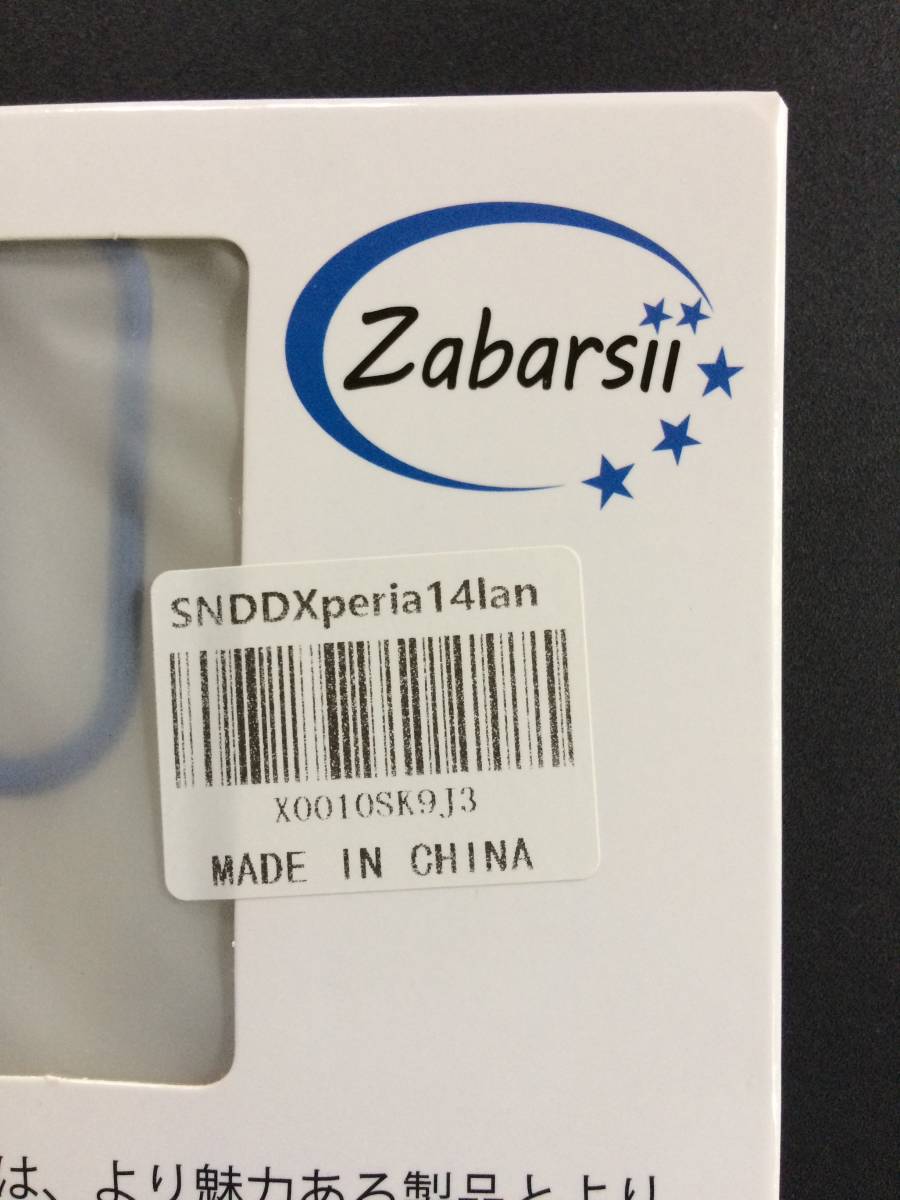 Zabarsii
SNDDXperia14lan
X0010SK9J3
MADE IN CHINA
は、より魅力ある製品とより